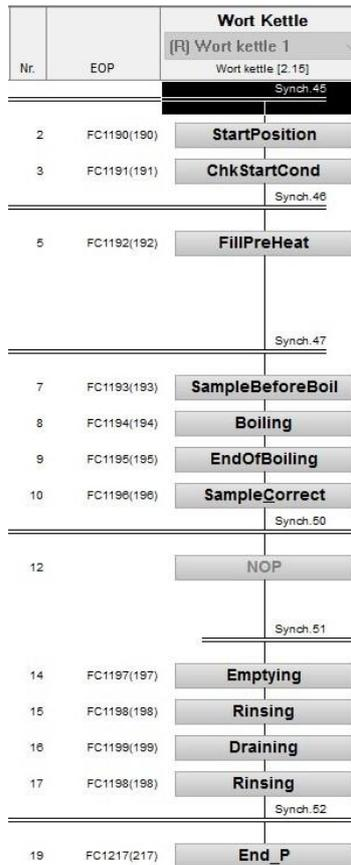 Wort Kettle
(R) Wort kettle 1
Nr. EOP Wort kettle [2.15]
Synch.45
2 FC1190(190) StartPosition
3 FC1191(191) ChkStartCond
Synch.46
5 FC1192(192) FillPreHeat
Synch.47
7 FC1193(193) SampleBeforeBoil
8 FC1194(194) Boiling
9 FC1195(195) EndOfBoiling
10 FC1196(196) SampleCorrect
Synch.50
12 NOP
Synch.51
14 FC1197(197) Emptying
15 FC1198(198) Rinsing
16 FC1199(199) Draining
17 FC1198(198) Rinsing
Synch.52
19 FC1217(217) End_P